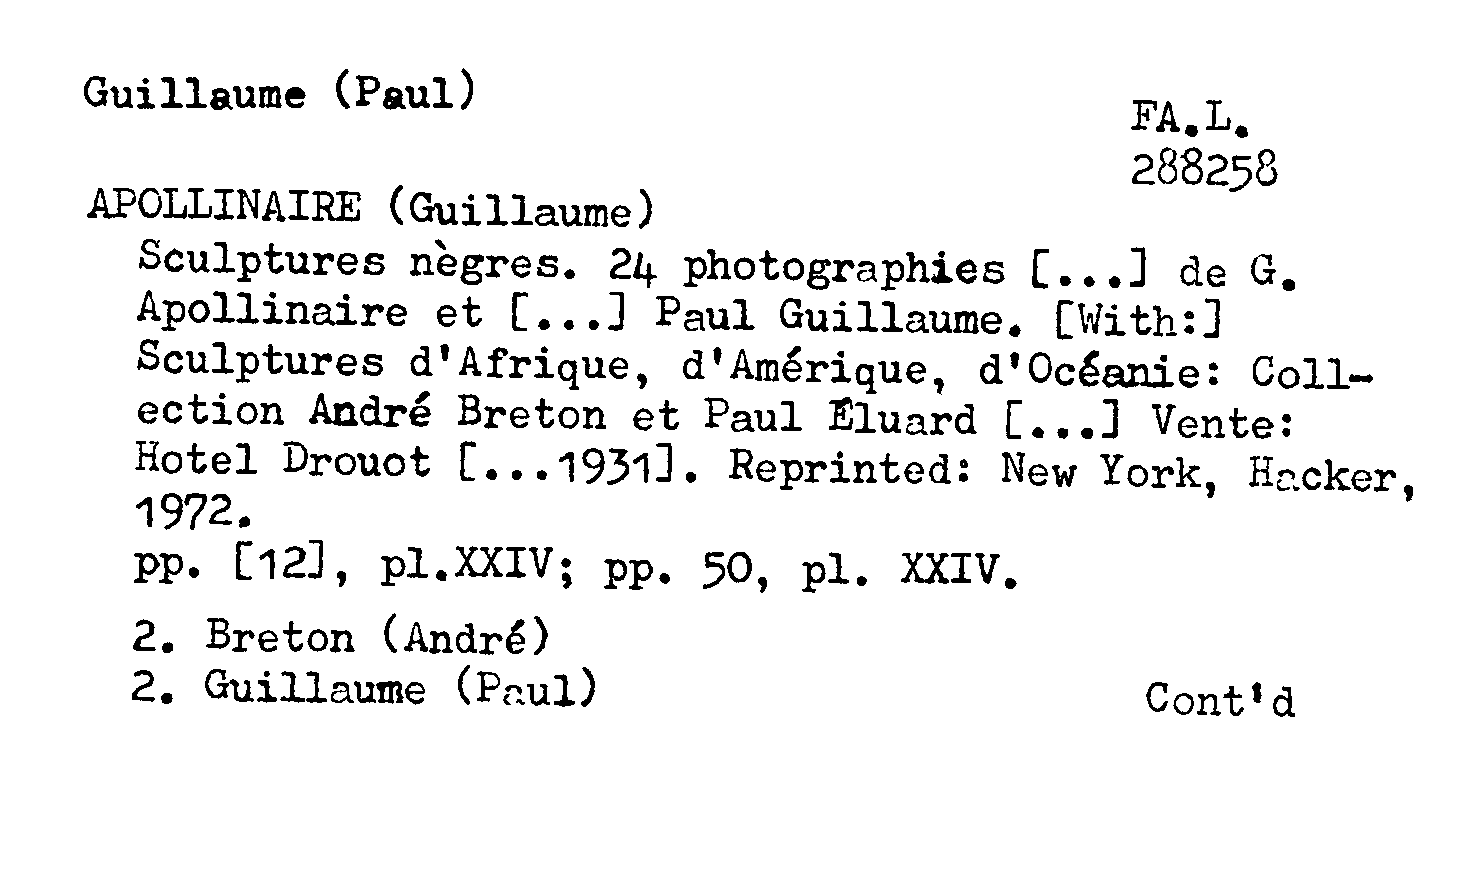 Guillaume (Paul)
FA.L.
288258
APOLLINAIRE (Guillaume)
Sculptures nègres. 24 photographies [...] de G.
Apollinaire et [...] Paul Guillaume. [With:]
Sculptures d'Afrique, d'Amérique, d'Océanie: Coll-
ection André Breton et Paul Éluard [...] Vente:
Hotel Drouot [...1931]. Reprinted: New York, Hacker,
1972.
pp. [12], pl.XXIV; pp. 50, pl. XXIV.
2. Breton (André)
2. Guillaume (Paul)
Cont'd